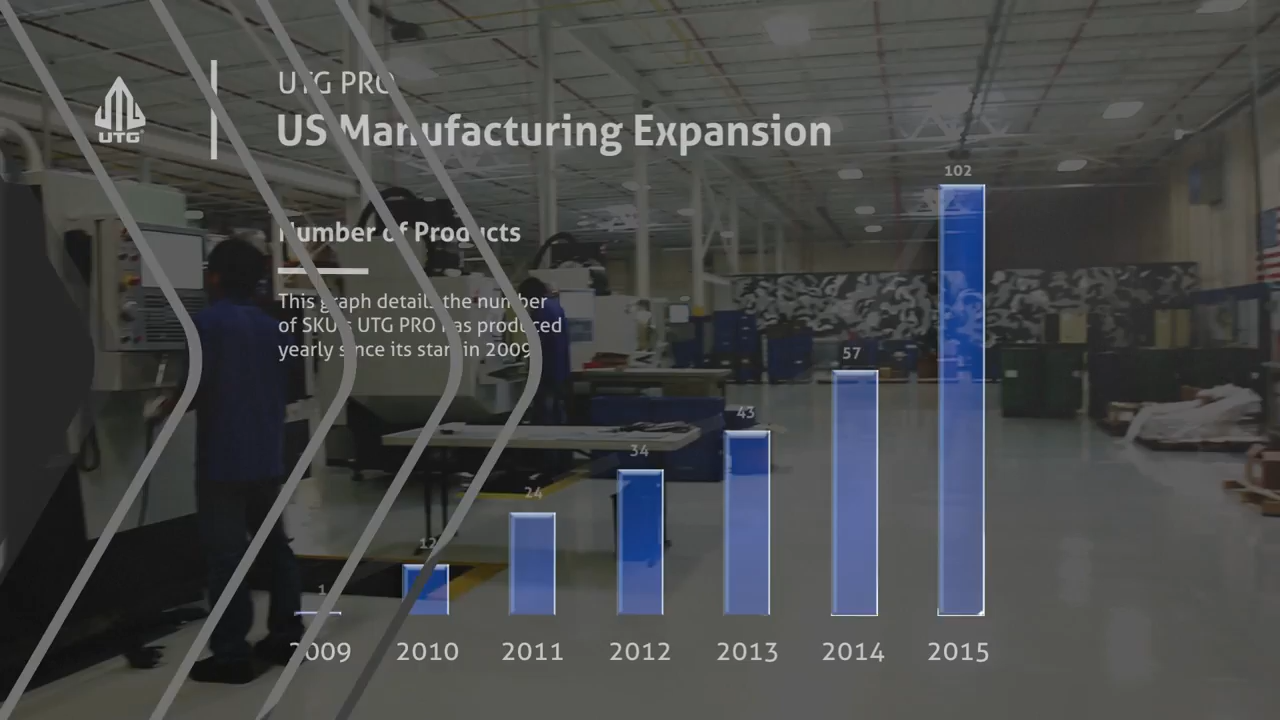 UTG
UTG PRO
US Manufacturing Expansion
Number of Products
This graph details the number
of SKU's UTG PRO has produced
yearly since its start in 2009
1
12
24
34
43
57
102
2009
2010
2011
2012
2013
2014
2015